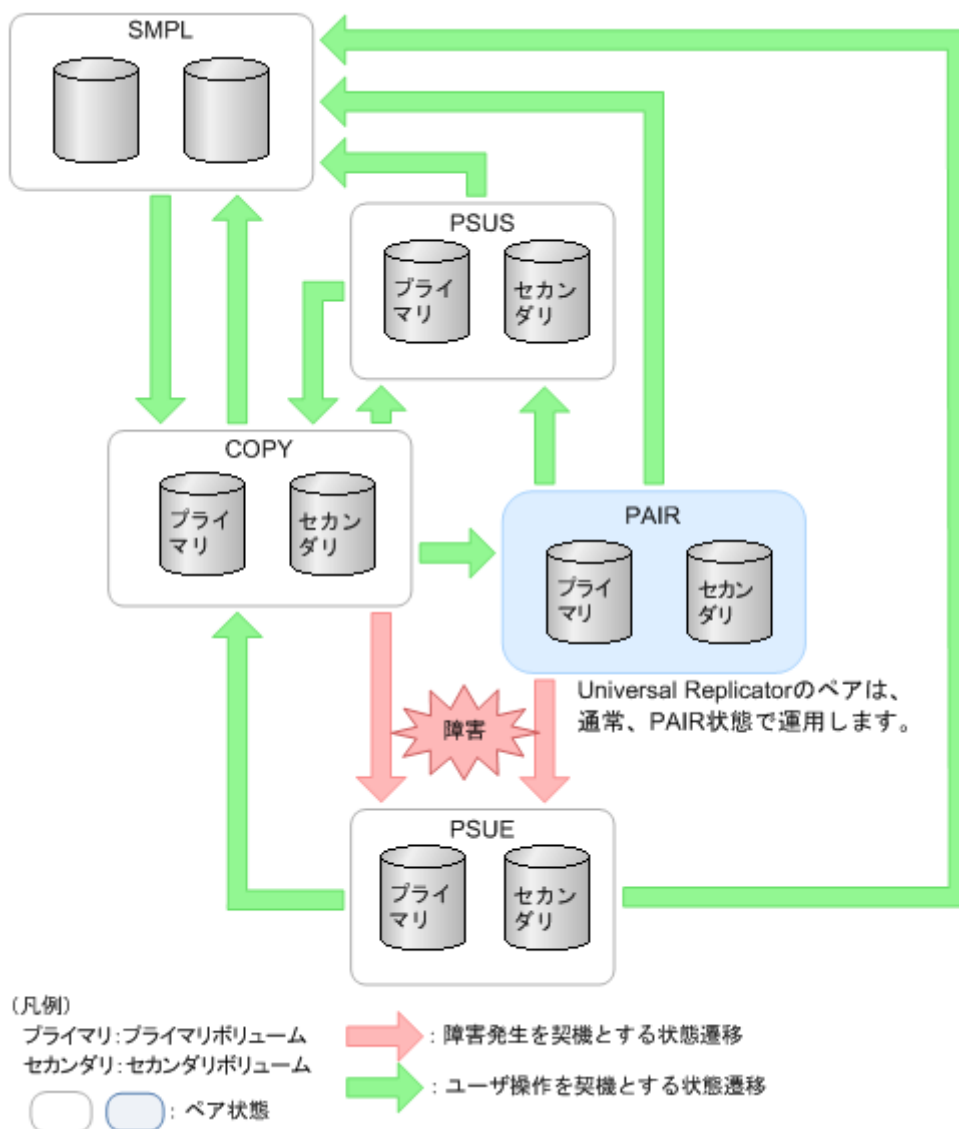 SMPL
PSUS
プライ
マリ
セカン
ダリ
COPY
プライ
マリ
セカン
ダリ
PAIR
プライ
マリ
セカン
ダリ
Universal Replicatorのペアは、
通常、PAIR状態で運用します。
障害
PSUE
プライ
マリ
セカン
ダリ
(凡例)
プライマリ:プライマリボリューム
: 障害発生を契機とする状態遷移
セカンダリ:セカンダリボリューム
: ユーザ操作を契機とする状態遷移
: ペア状態